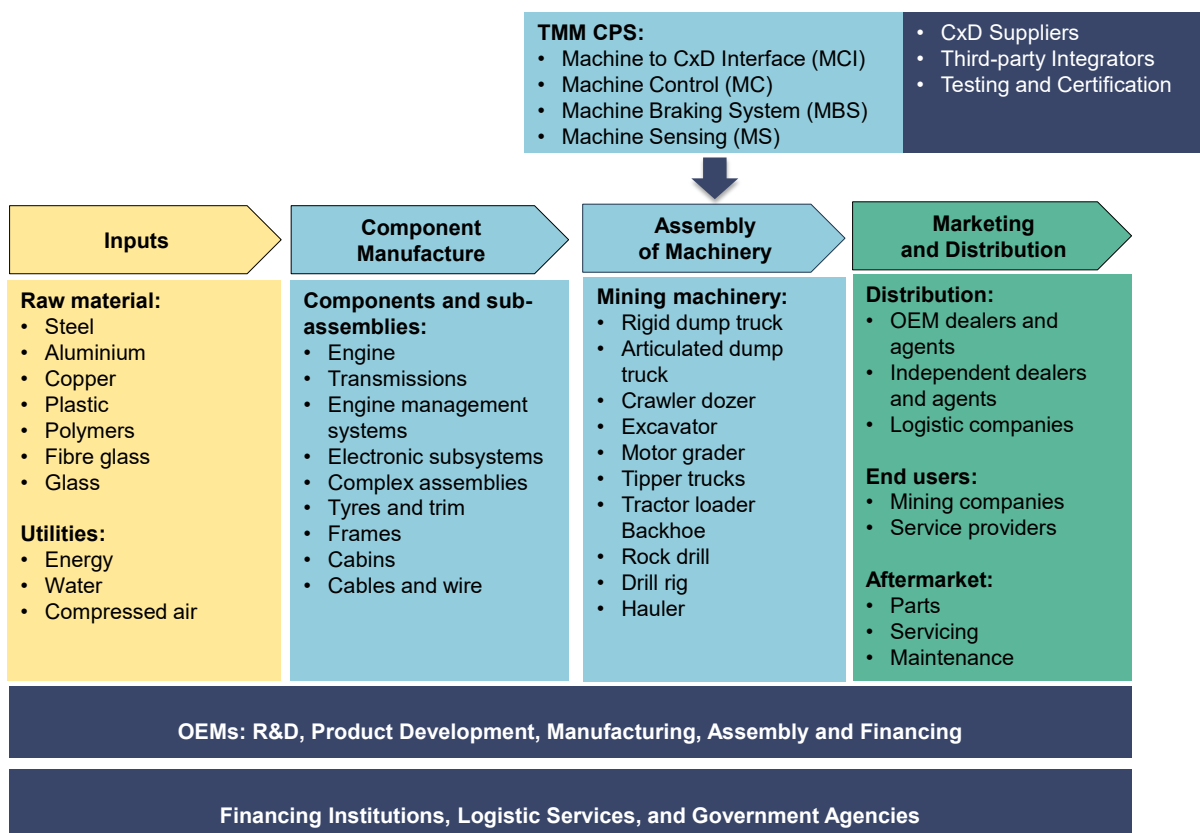 TMM CPS:
• Machine to CxD Interface (MCI)
• Machine Control (MC)
• Machine Braking System (MBS)
• Machine Sensing (MS)
• CxD Suppliers
• Third-party Integrators
• Testing and Certification
Inputs
Component
Manufacture
Assembly
of Machinery
Marketing
and Distribution
Raw material:
• Steel
• Aluminium
• Copper
• Plastic
• Polymers
• Fibre glass
• Glass
Utilities:
• Energy
• Water
• Compressed air
Components and sub-
assemblies:
• Engine
• Transmissions
• Engine management
systems
• Electronic subsystems
• Complex assemblies
• Tyres and trim
• Frames
• Cabins
• Cables and wire
Mining machinery:
• Rigid dump truck
• Articulated dump
truck
• Crawler dozer
• Excavator
• Motor grader
• Tipper trucks
• Tractor loader
Backhoe
• Rock drill
• Drill rig
• Hauler
Distribution:
• OEM dealers and
agents
• Independent dealers
and agents
• Logistic companies
End users:
• Mining companies
• Service providers
Aftermarket:
• Parts
• Servicing
• Maintenance
OEMs: R&D, Product Development, Manufacturing, Assembly and Financing
Financing Institutions, Logistic Services, and Government Agencies